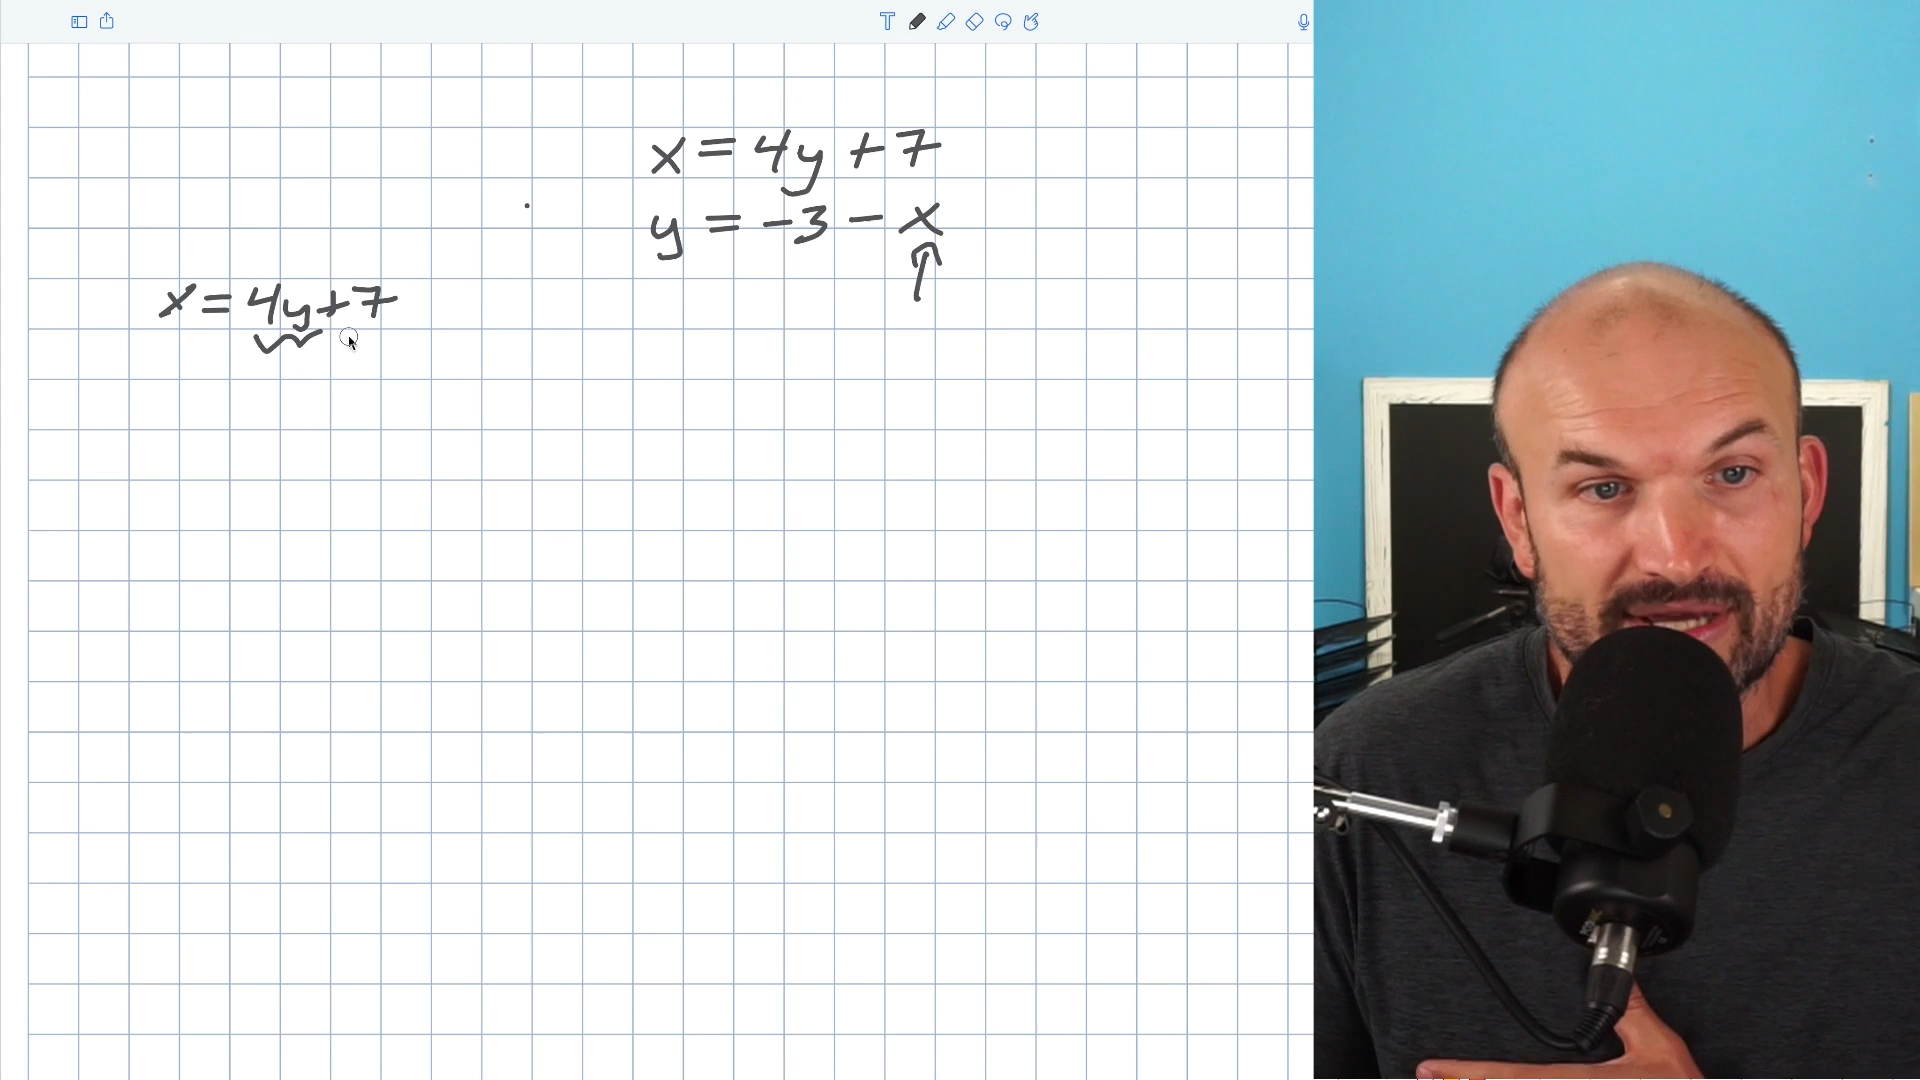 x = 4y + 7
y = -3 - x
x = 4y + 7